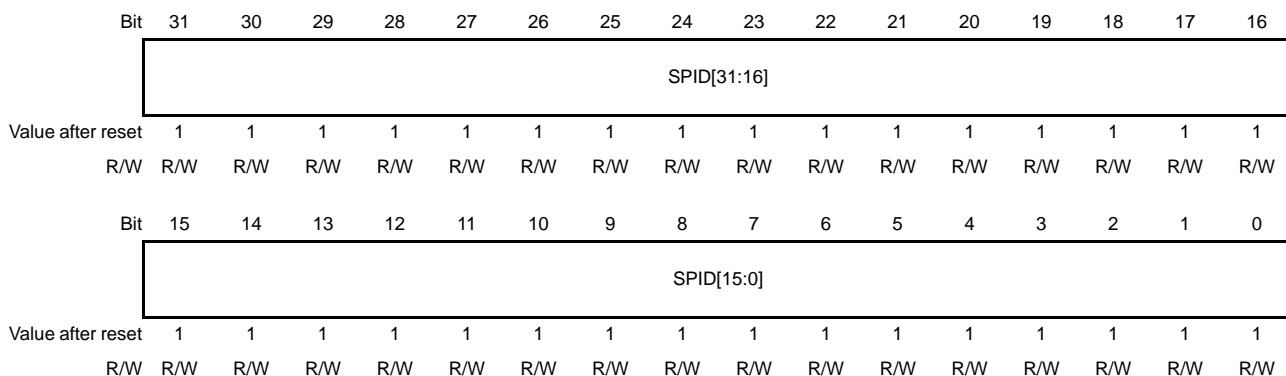 Bit 31 30 29 28 27 26 25 24 23 22 21 20 19 18 17 16
SPID[31:16]
Value after reset 1 1 1 1 1 1 1 1 1 1 1 1 1 1 1 1
R/W R/W R/W R/W R/W R/W R/W R/W R/W R/W R/W R/W R/W R/W R/W R/W R/W
Bit 15 14 13 12 11 10 9 8 7 6 5 4 3 2 1 0
SPID[15:0]
Value after reset 1 1 1 1 1 1 1 1 1 1 1 1 1 1 1 1
R/W R/W R/W R/W R/W R/W R/W R/W R/W R/W R/W R/W R/W R/W R/W R/W R/W